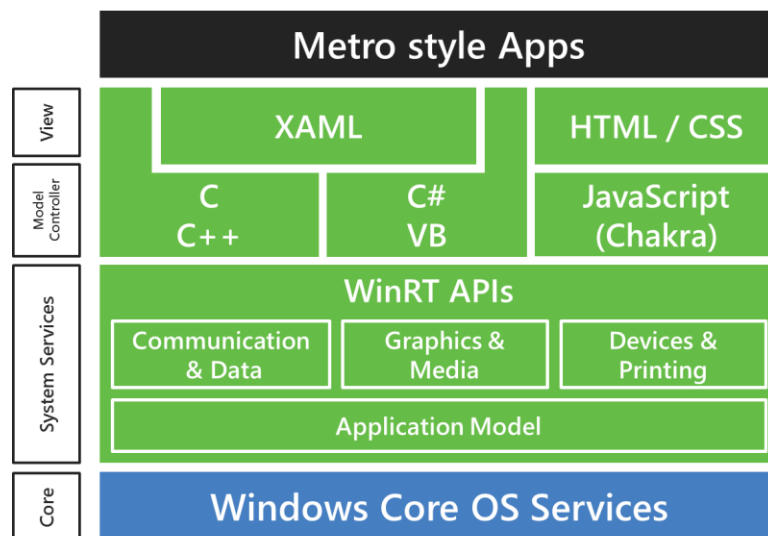 Metro style Apps
View
XAML
HTML / CSS
Model
Controller
C
C++
C#
VB
JavaScript
(Chakra)
System Services
WinRT APIs
Communication
& Data
Graphics &
Media
Devices &
Printing
Application Model
Core
Windows Core OS Services